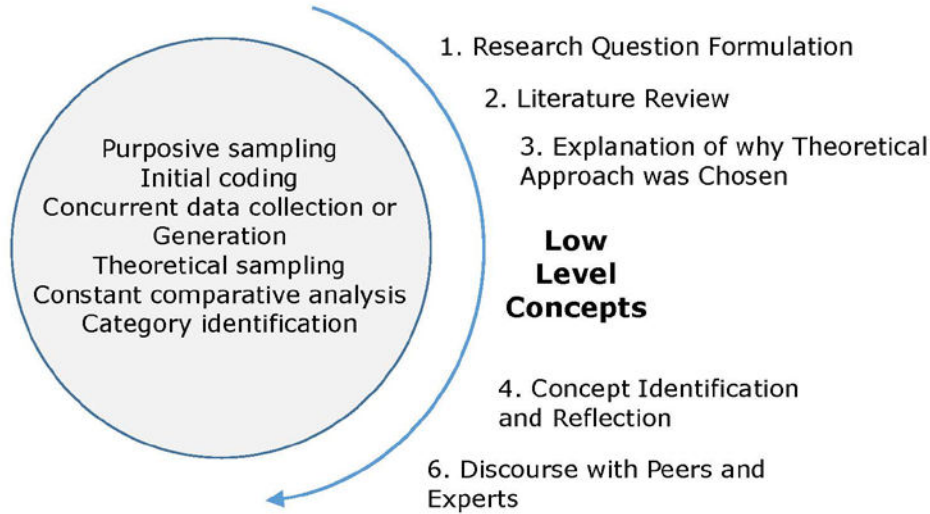 Purposive sampling
Initial coding
Concurrent data collection or
Generation
Theoretical sampling
Constant comparative analysis
Category identification
1. Research Question Formulation
2. Literature Review
3. Explanation of why Theoretical
Approach was Chosen
Low
Level
Concepts
4. Concept Identification
and Reflection
6. Discourse with Peers and
Experts